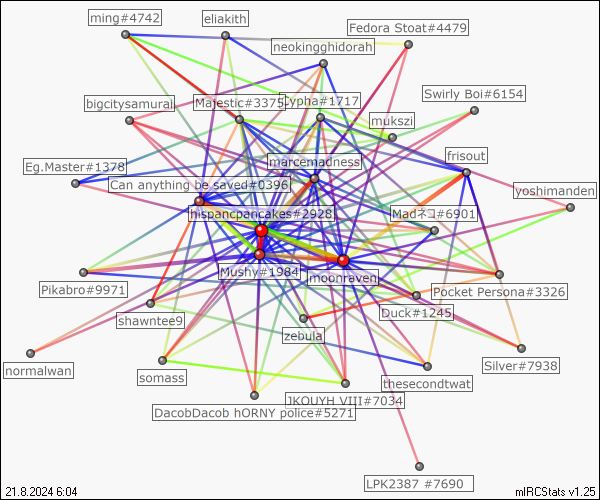 ming#4742
eliakith
Fedora Stoat#4479
neokingghidorah
Swirly Boi#6154
bigcitysamurai
Majestic#3375
Cypha#1717
mukszi
marcemadness
frisout
Eg.Master#1378
Can anything be saved#0396
yoshimanden
hispancpancakes#2928
Madネコ#6901
Mushy#1984
moonraven
Pikabro#9971
Pocket Persona#3326
shawntee9
Duck#1245
zebula
normalwan
Silver#7938
somass
thesecondtwat
JKOUYH VIII#7034
DacobDacob hORNY police#5271
LPK2387 #7690
21.8.2024 6:04
mIRCStats v1.25